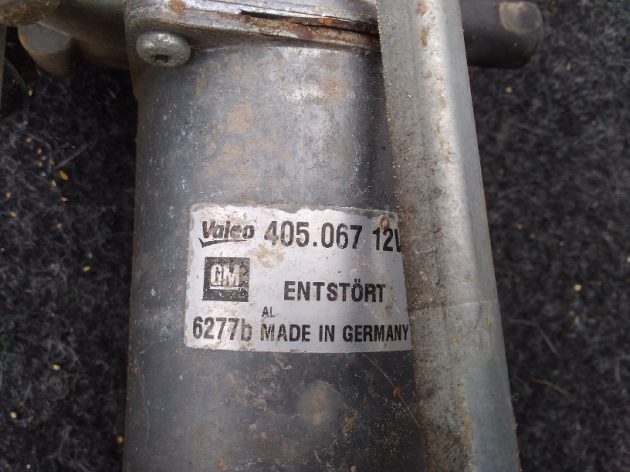 Valeo 405.067 12V
GM ENTSTÖRT
AL
6277b MADE IN GERMANY